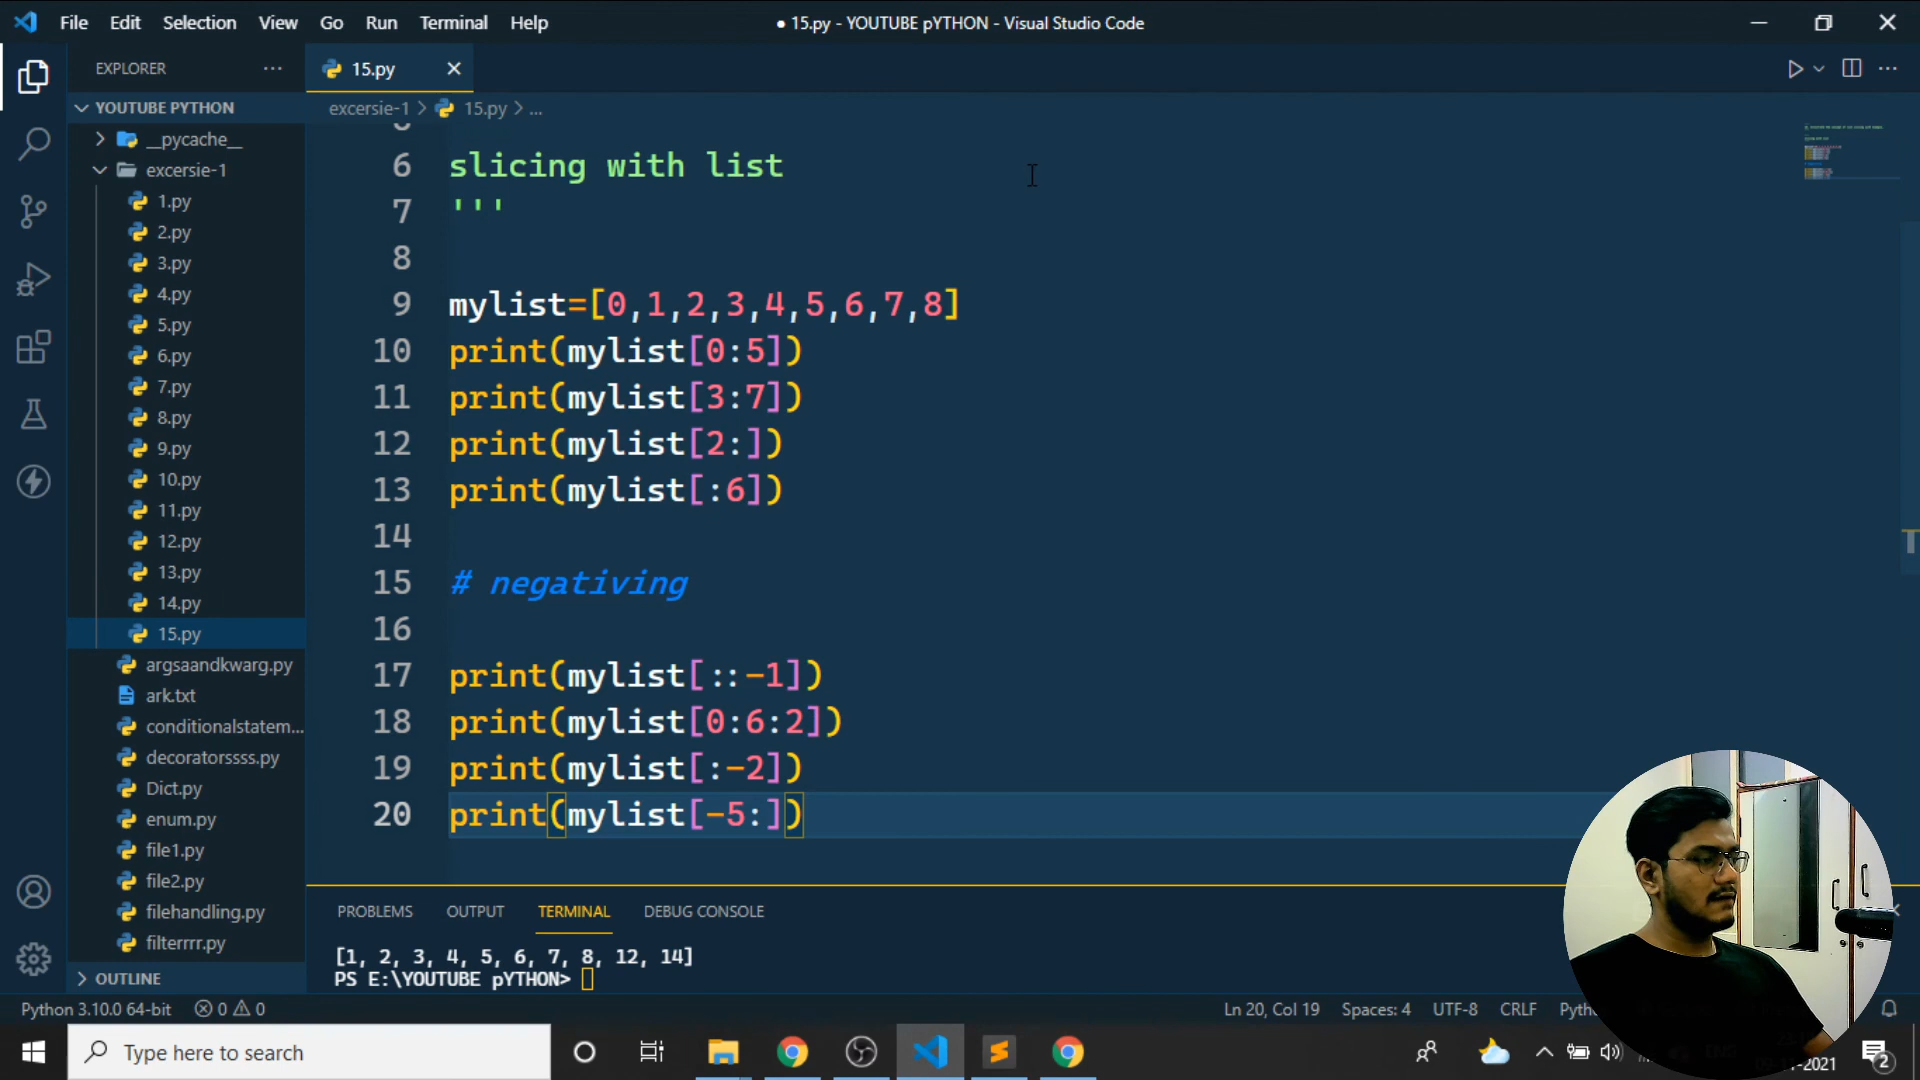 File Edit Selection View Go Run Terminal Help
● 15.py - YOUTUBE pYTHON - Visual Studio Code
EXPLORER
15.py
YOUTUBE PYTHON
excersie-1 > 15.py > ...
__pycache__
excersie-1
1.py
2.py
3.py
4.py
5.py
6.py
7.py
8.py
9.py
10.py
11.py
12.py
13.py
14.py
15.py
argsaandkwarg.py
ark.txt
conditionalstatem...
decoratorssss.py
Dict.py
enum.py
file1.py
file2.py
filehandling.py
filterrrr.py
OUTLINE
6 slicing with list
7 '''
8
9 mylist=[0,1,2,3,4,5,6,7,8]
10 print(mylist[0:5])
11 print(mylist[3:7])
12 print(mylist[2:])
13 print(mylist[:6])
14
15 # negativing
16
17 print(mylist[::-1])
18 print(mylist[0:6:2])
19 print(mylist[:-2])
20 print(mylist[-5:])
PROBLEMS OUTPUT TERMINAL DEBUG CONSOLE
[1, 2, 3, 4, 5, 6, 7, 8, 12, 14]
PS E:\YOUTUBE pYTHON>
Python 3.10.0 64-bit 0 0
Ln 20, Col 19 Spaces: 4 UTF-8 CRLF
Type here to search
2021
2